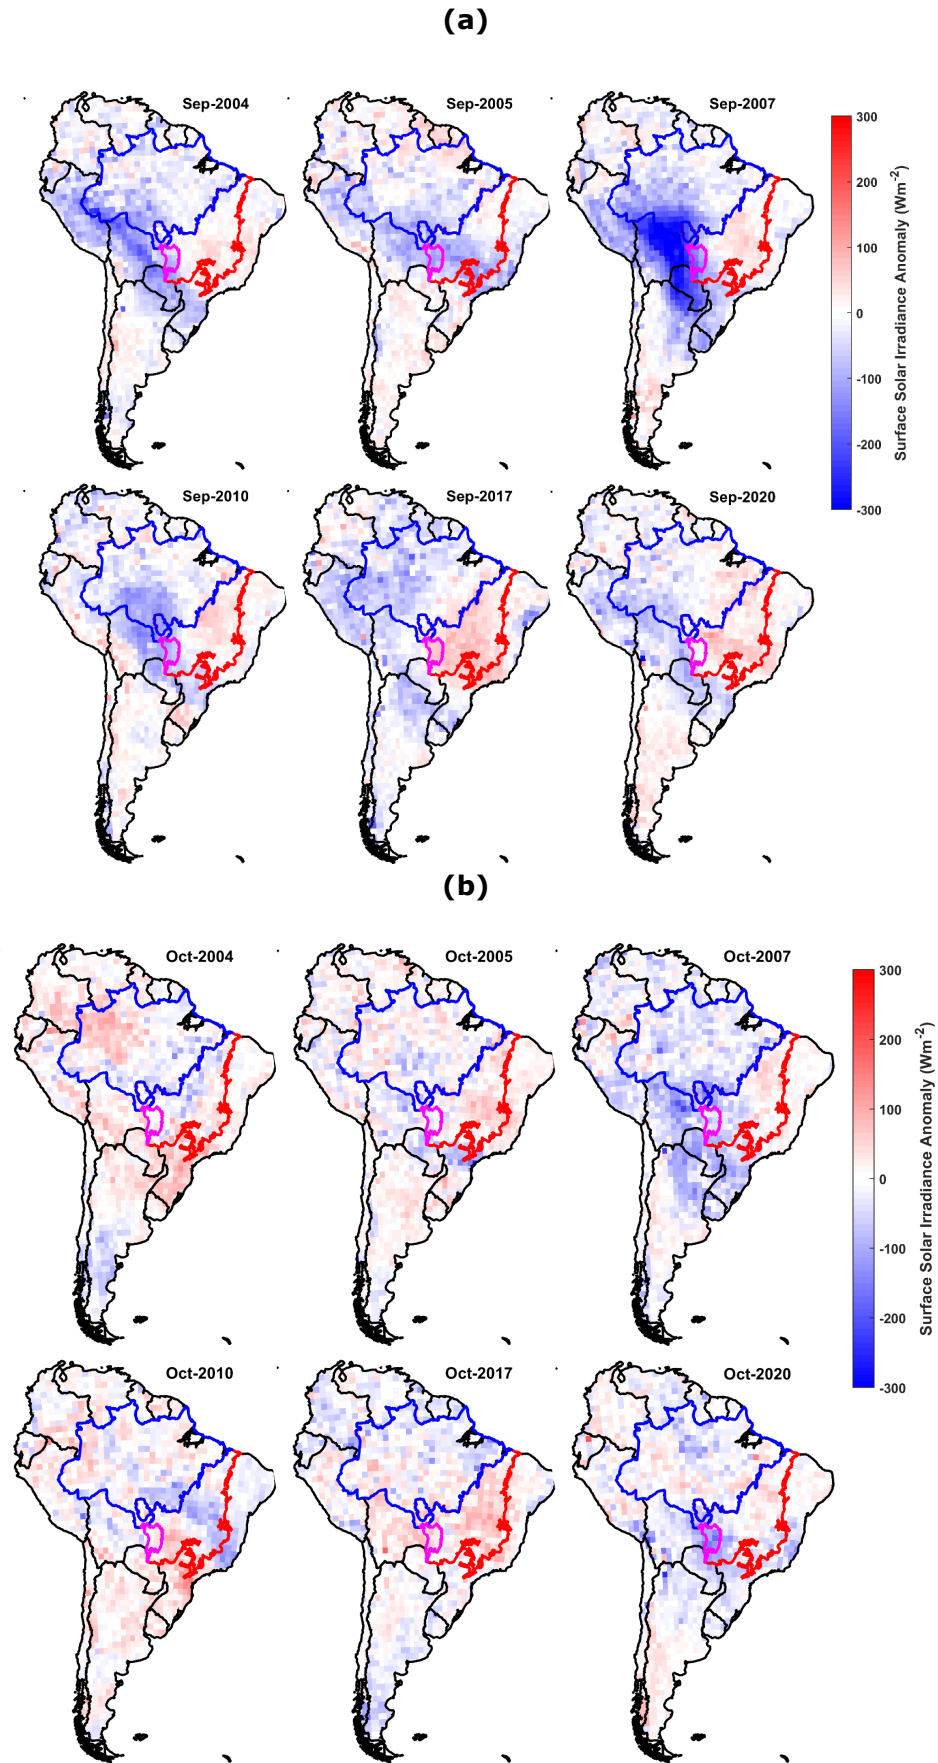 (a)
Sep-2004
Sep-2005
Sep-2007
300
200
100
0
-100
-200
-300
Surface Solar Irradiance Anomaly (Wm⁻²)
Sep-2010
Sep-2017
Sep-2020
(b)
Oct-2004
Oct-2005
Oct-2007
300
200
100
0
-100
-200
-300
Surface Solar Irradiance Anomaly (Wm⁻²)
Oct-2010
Oct-2017
Oct-2020